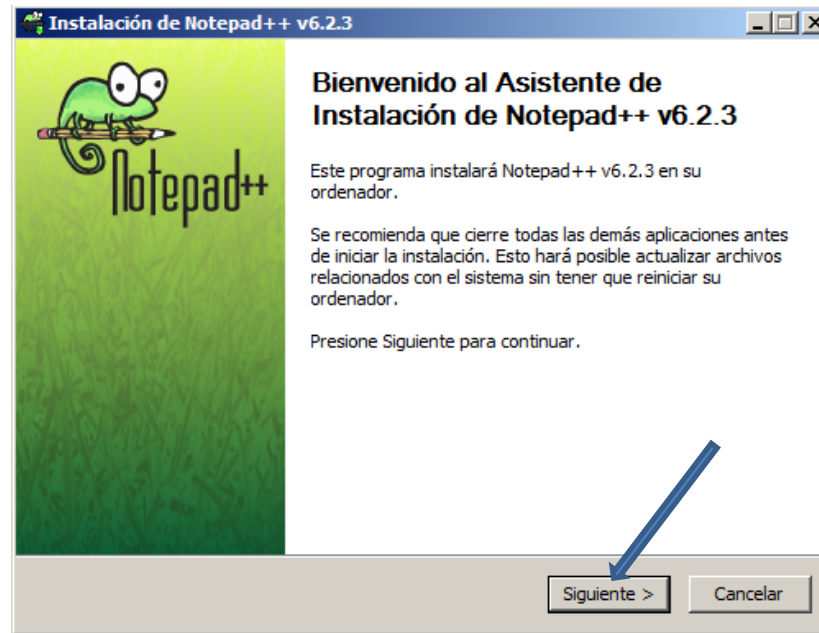 Instalación de Notepad++ v6.2.3
Notepad++
Bienvenido al Asistente de
Instalación de Notepad++ v6.2.3
Este programa instalará Notepad++ v6.2.3 en su
ordenador.
Se recomienda que cierre todas las demás aplicaciones antes
de iniciar la instalación. Esto hará posible actualizar archivos
relacionados con el sistema sin tener que reiniciar su
ordenador.
Presione Siguiente para continuar.
Siguiente >
Cancelar